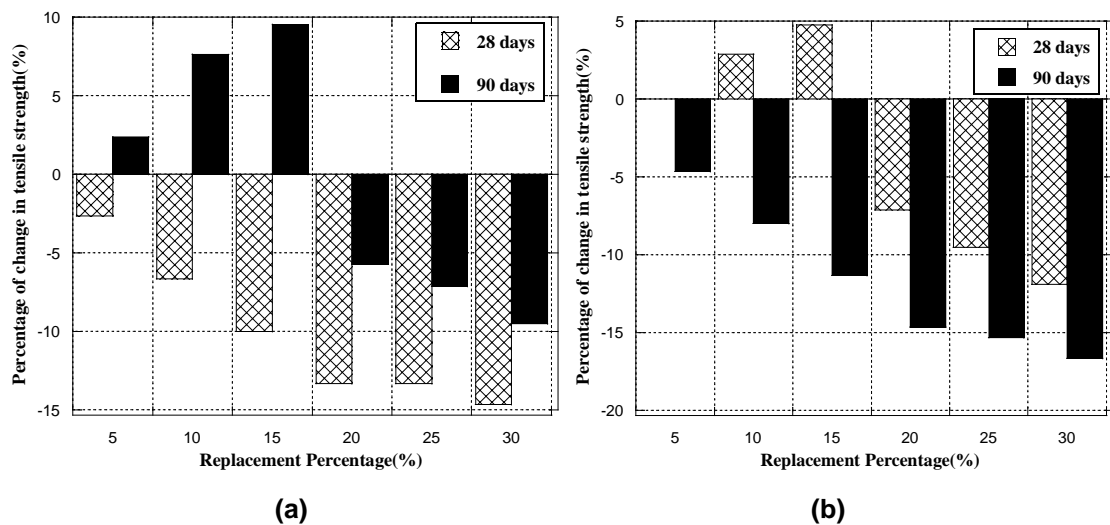 Percentage of change in tensile strength(%)
10
5
0
-5
-10
-15
28 days
90 days
5 10 15 20 25 30
Replacement Percentage(%)
(a)
Percentage of change in tensile strength(%)
5
0
-5
-10
-15
-20
28 days
90 days
5 10 15 20 25 30
Replacement Percentage(%)
(b)